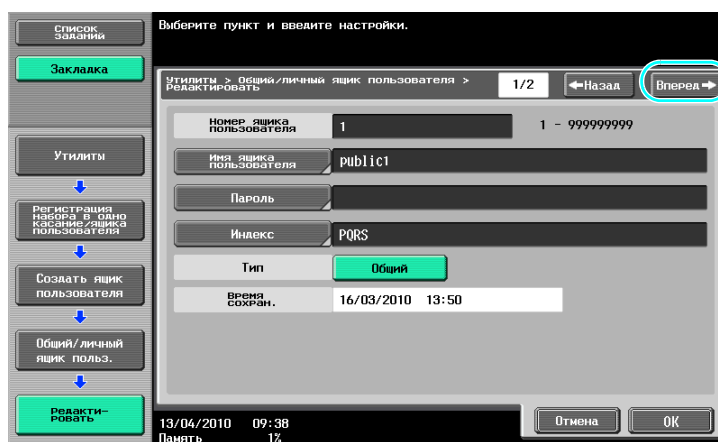 Список
заданий
Выберите пункт и введите настройки.
Закладка
Утилиты > Общий/личный ящик пользователя >
Редактировать
1/2
Назад
Вперед
Номер ящика
пользователя
1
1 - 999999999
Утилиты
Имя ящика
пользователя
public1
Пароль
Регистрация
набора в одно
касание/ящика
пользователя
Индекс
PQRS
Тип
Общий
Создать ящик
пользователя
Время
сохран.
16/03/2010 13:50
Общий/личный
ящик польз.
Редакти-
ровать
13/04/2010 09:38
Память 1%
Отмена
OK